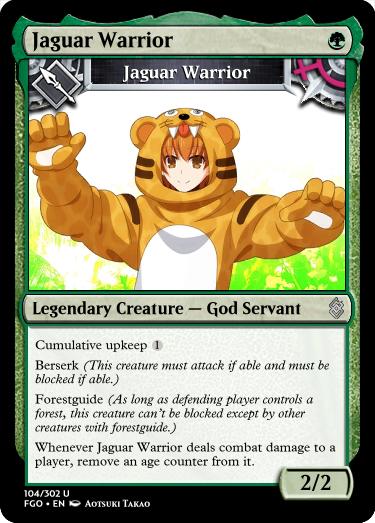 Jaguar Warrior
Jaguar Warrior
Legendary Creature — God Servant
Cumulative upkeep 1
Berserk (This creature must attack if able and must
be blocked if able.)
Forestguide (As long as defending player controls a
forest, this creature can't be blocked except by other
creatures with forestguide.)
Whenever Jaguar Warrior deals combat damage to a
player, remove an age counter from it.
2/2
104/302 U
FGO • EN Aotsuki Takao